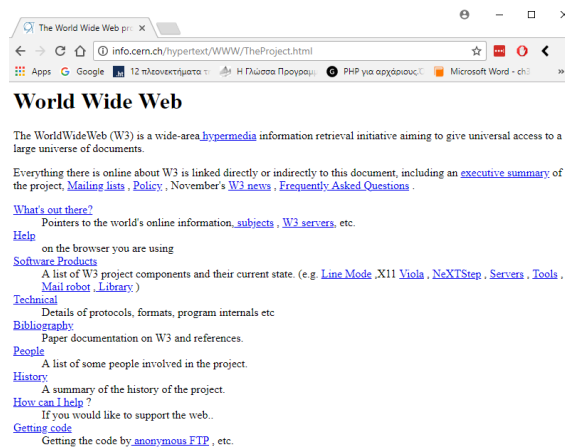 The World Wide Web pro
info.cern.ch/hypertext/WWW/TheProject.html
Apps G Google 12 πλεονεκτήματα τ Η Γλώσσα Προγραμμ PHP για αρχάριους: Microsoft Word - ch3 »
World Wide Web
The WorldWideWeb (W3) is a wide-area hypermedia information retrieval initiative aiming to give universal access to a
large universe of documents.
Everything there is online about W3 is linked directly or indirectly to this document, including an executive summary of
the project, Mailing lists , Policy , November's W3 news , Frequently Asked Questions .
What's out there?
Pointers to the world's online information, subjects , W3 servers, etc.
Help
on the browser you are using
Software Products
A list of W3 project components and their current state. (e.g. Line Mode ,X11 Viola , NeXTStep , Servers , Tools ,
Mail robot , Library )
Technical
Details of protocols, formats, program internals etc
Bibliography
Paper documentation on W3 and references.
People
A list of some people involved in the project.
History
A summary of the history of the project.
How can I help ?
If you would like to support the web..
Getting code
Getting the code by anonymous FTP , etc.